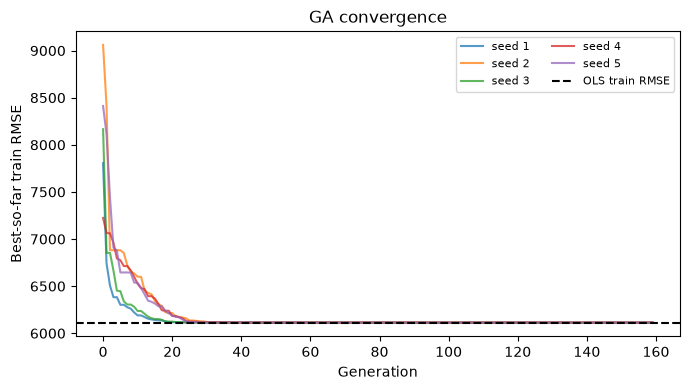 GA convergence
Best-so-far train RMSE
9000
8500
8000
7500
7000
6500
6000
seed 1
seed 2
seed 3
seed 4
seed 5
OLS train RMSE
0 20 40 60 80 100 120 140 160
Generation